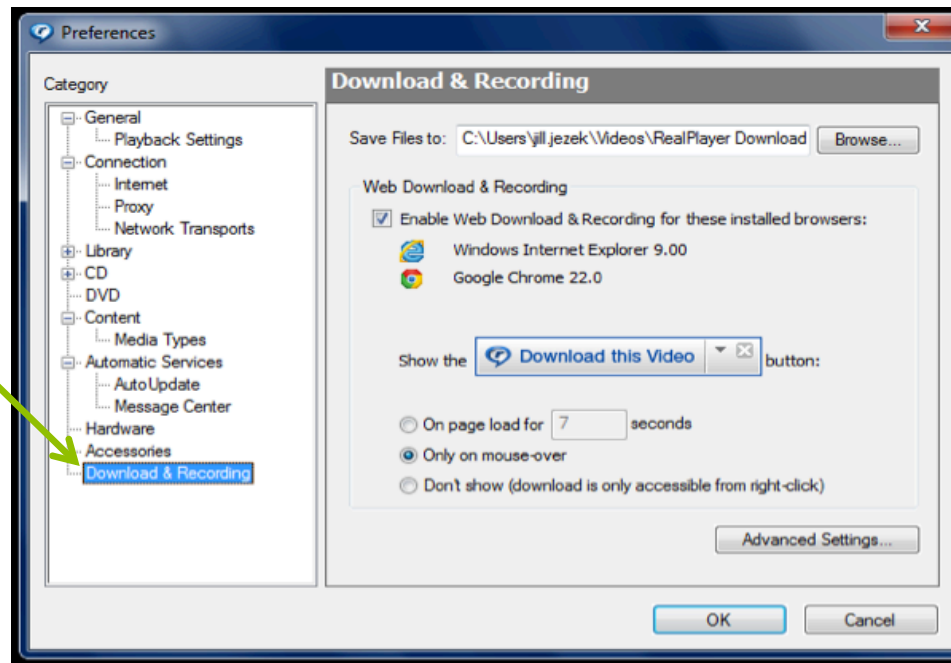 Preferences
Category
General
Playback Settings
Connection
Internet
Proxy
Network Transports
Library
CD
DVD
Content
Media Types
Automatic Services
AutoUpdate
Message Center
Hardware
Accessories
Download & Recording
Download & Recording
Save Files to: C:\Users\jill.jezek\Videos\RealPlayer Download Browse...
Web Download & Recording
Enable Web Download & Recording for these installed browsers:
Windows Internet Explorer 9.00
Google Chrome 22.0
Show the Download this Video button:
On page load for 7 seconds
Only on mouse-over
Don't show (download is only accessible from right-click)
Advanced Settings...
OK Cancel